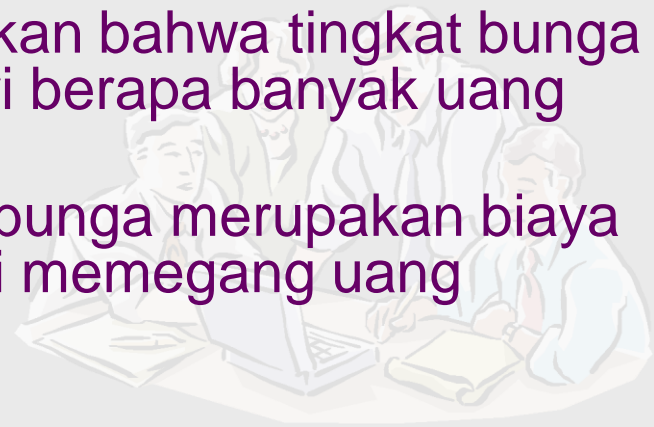 kan bahwa tingkat bunga
i berapa banyak uang
bunga merupakan biaya
i memegang uang